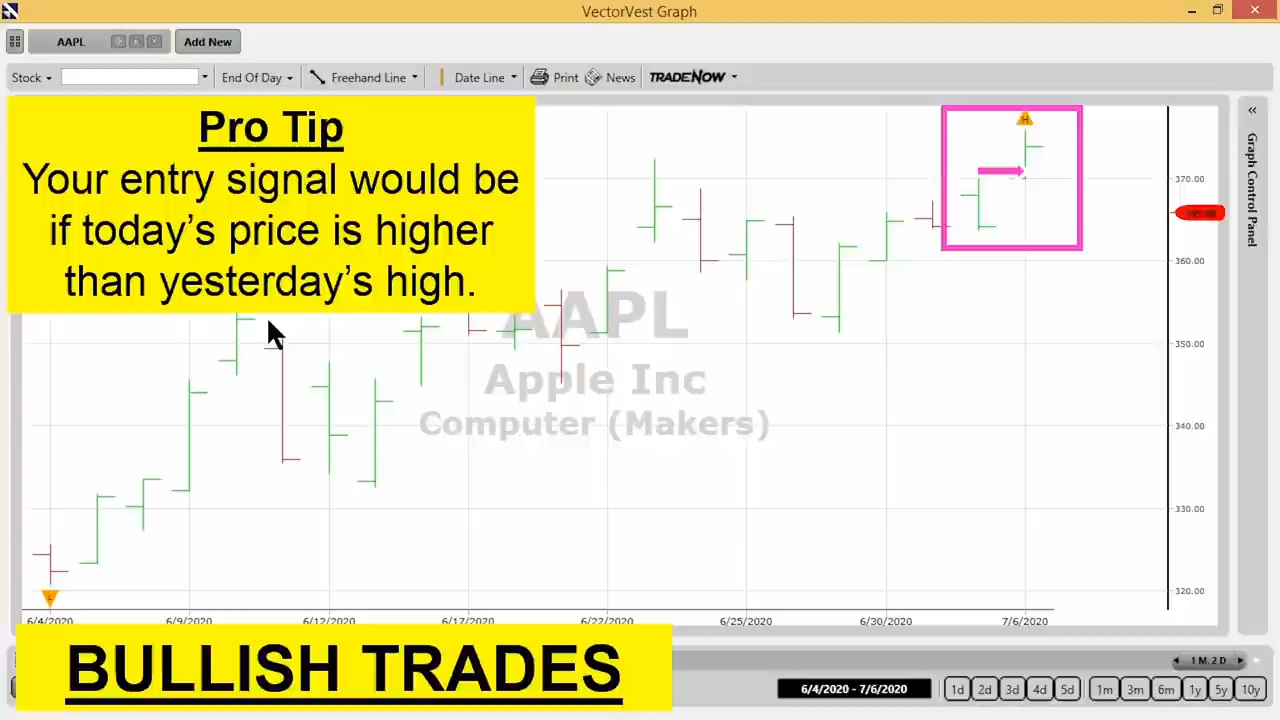 VectorVest Graph
AAPL
Add New
Stock
End Of Day
Freehand Line
Date Line
Print
News
TRADENOW
Pro Tip
Your entry signal would be
if today’s price is higher
than yesterday’s high.
H
370.00
360.00
350.00
340.00
330.00
320.00
Graph Control Panel
AAPL
Apple Inc
Computer (Makers)
L
6/4/2020
6/9/2020
6/12/2020
6/17/2020
6/22/2020
6/25/2020
6/30/2020
7/6/2020
BULLISH TRADES
1 M. 2 D
6/4/2020 - 7/6/2020
1d
2d
3d
4d
5d
1m
3m
6m
1y
5y
10y